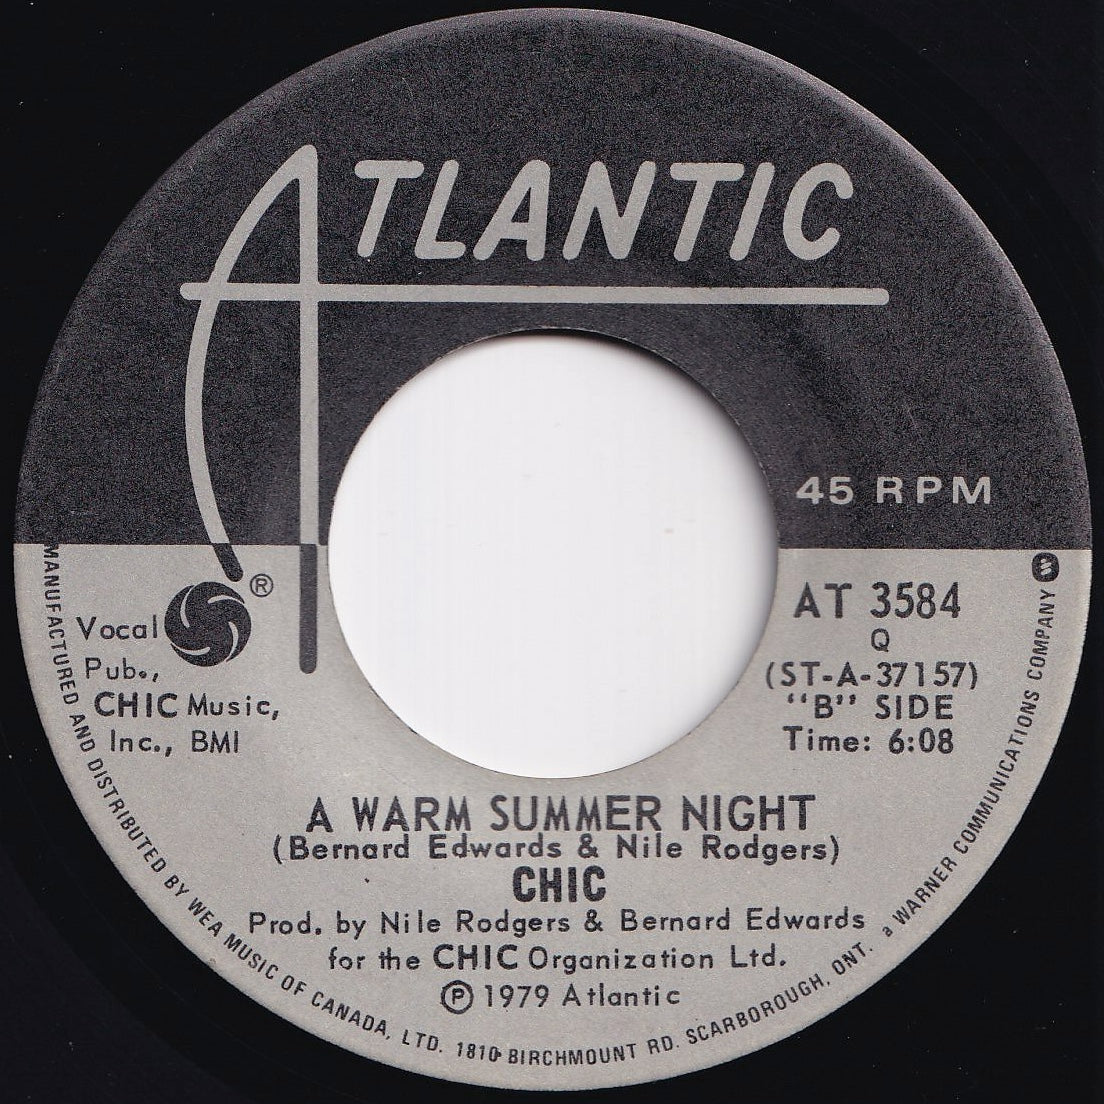 ATLANTIC
45 RPM
®
Vocal
Pub.,
CHIC Music,
Inc., BMI
AT 3584
Q
(ST-A-37157)
"B" SIDE
Time: 6:08
A WARM SUMMER NIGHT
(Bernard Edwards & Nile Rodgers)
CHIC
Prod. by Nile Rodgers & Bernard Edwards
for the CHIC Organization Ltd.
Ⓟ 1979 Atlantic
MANUFACTURED AND DISTRIBUTED BY WEA MUSIC OF CANADA, LTD. 1810 BIRCHMOUNT RD. SCARBOROUGH, ONT. a WARNER COMMUNICATIONS COMPANY